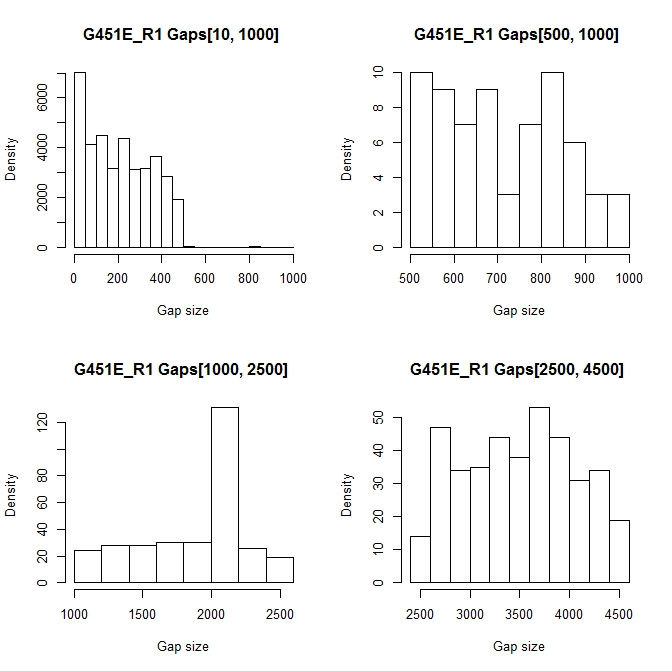 G451E_R1 Gaps[10, 1000]
Density
0
2000
4000
6000
0 200 400 600 800 1000
Gap size
G451E_R1 Gaps[500, 1000]
Density
0
2
4
6
8
10
500 600 700 800 900 1000
Gap size
G451E_R1 Gaps[1000, 2500]
Density
0
20
40
60
80
120
1000 1500 2000 2500
Gap size
G451E_R1 Gaps[2500, 4500]
Density
0
10
20
30
40
50
2500 3000 3500 4000 4500
Gap size